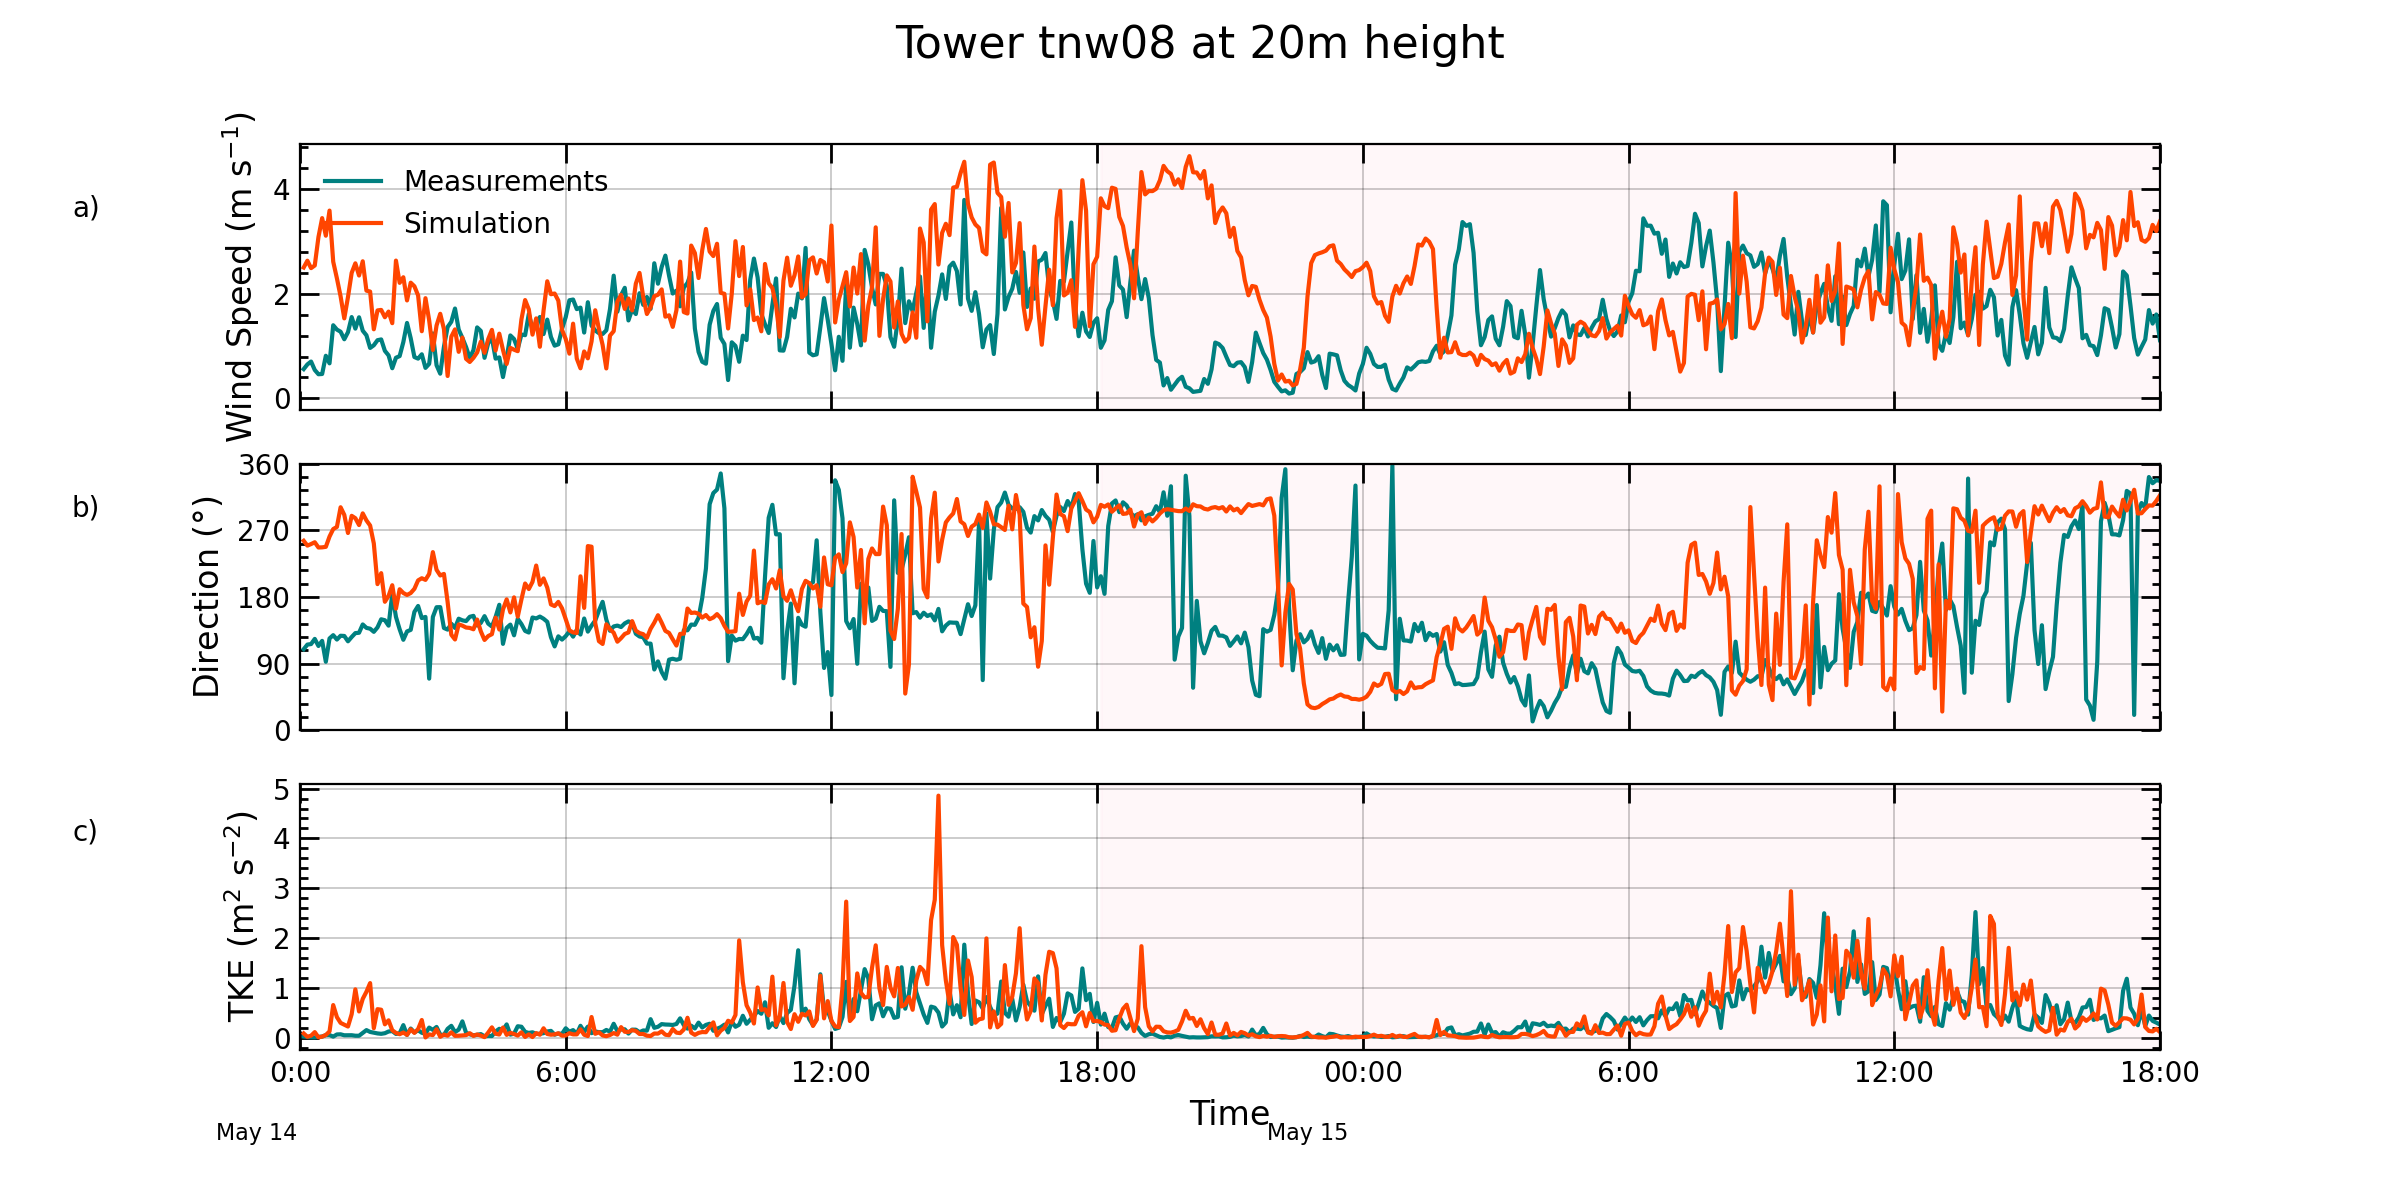 Tower tnw08 at 20m height
a)
Wind Speed (m s⁻¹)
4
2
0
Measurements
Simulation
b)
Direction (°)
360
270
180
90
0
c)
TKE (m² s⁻²)
5
4
3
2
1
0
0:00 6:00 12:00 18:00 00:00 6:00 12:00 18:00
Time
May 14 May 15